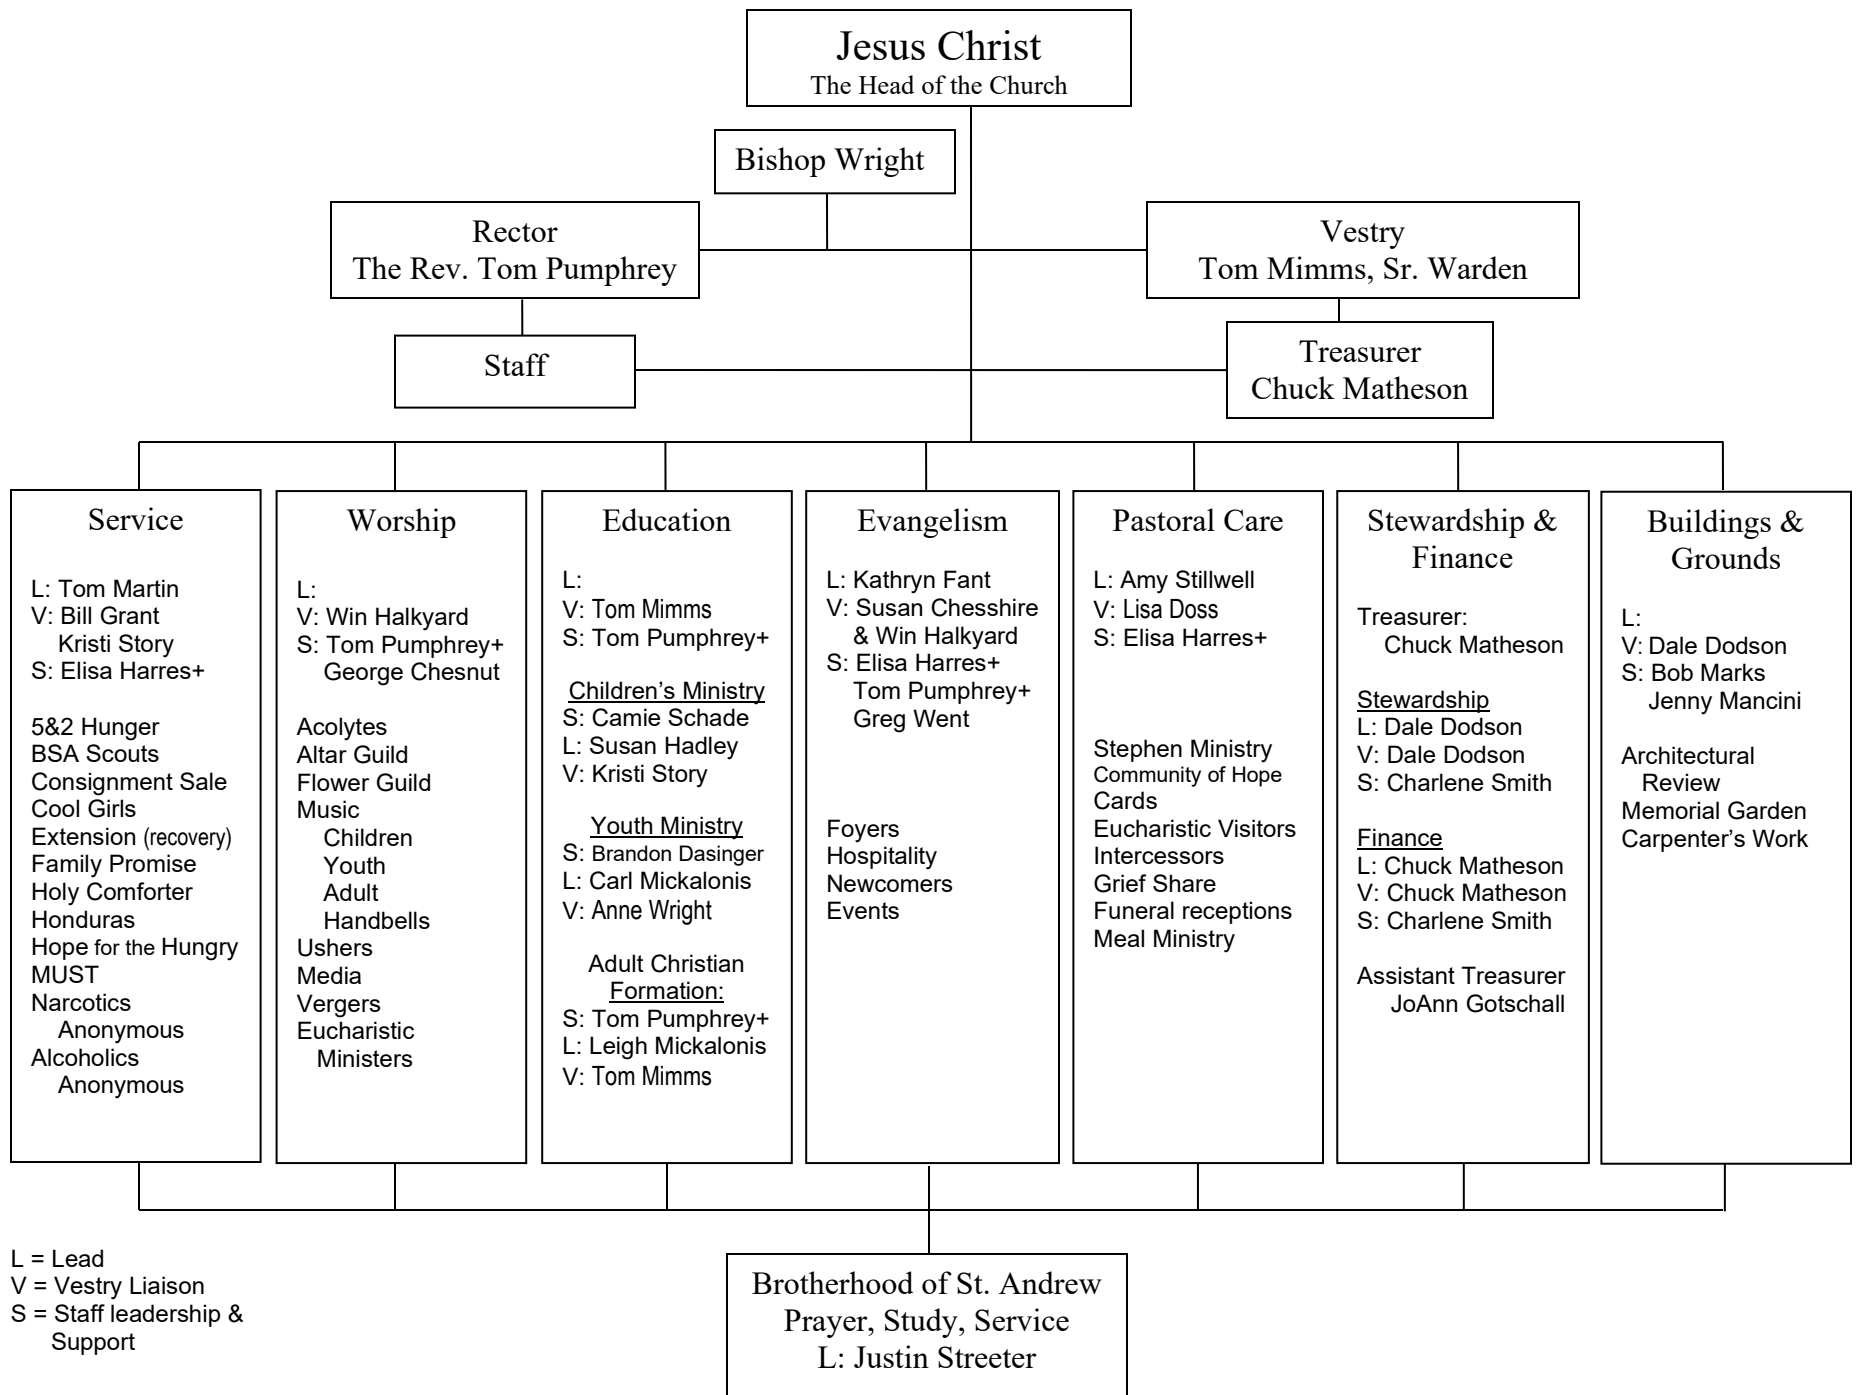 Jesus Christ
The Head of the Church
Bishop Wright
Rector
The Rev. Tom Pumphrey
Vestry
Tom Mimms, Sr. Warden
Staff
Treasurer
Chuck Matheson
Service
L: Tom Martin
V: Bill Grant
Kristi Story
S: Elisa Harres+
5&2 Hunger
BSA Scouts
Consignment Sale
Cool Girls
Extension (recovery)
Family Promise
Holy Comforter
Honduras
Hope for the Hungry
MUST
Narcotics
Anonymous
Alcoholics
Anonymous
Worship
L:
V: Win Halkyard
S: Tom Pumphrey+
George Chesnut
Acolytes
Altar Guild
Flower Guild
Music
Children
Youth
Adult
Handbells
Ushers
Media
Vergers
Eucharistic
Ministers
Education
L:
V: Tom Mimms
S: Tom Pumphrey+
Children’s Ministry
S: Camie Schade
L: Susan Hadley
V: Kristi Story
Youth Ministry
S: Brandon Dasinger
L: Carl Mickalonis
V: Anne Wright
Adult Christian
Formation:
S: Tom Pumphrey+
L: Leigh Mickalonis
V: Tom Mimms
Evangelism
L: Kathryn Fant
V: Susan Chesshire
& Win Halkyard
S: Elisa Harres+
Tom Pumphrey+
Greg Went
Foyers
Hospitality
Newcomers
Events
Pastoral Care
L: Amy Stillwell
V: Lisa Doss
S: Elisa Harres+
Stephen Ministry
Community of Hope
Cards
Eucharistic Visitors
Intercessors
Grief Share
Funeral receptions
Meal Ministry
Stewardship &
Finance
Treasurer:
Chuck Matheson
Stewardship
L: Dale Dodson
V: Dale Dodson
S: Charlene Smith
Finance
L: Chuck Matheson
V: Chuck Matheson
S: Charlene Smith
Assistant Treasurer
JoAnn Gotschall
Buildings &
Grounds
L:
V: Dale Dodson
S: Bob Marks
Jenny Mancini
Architectural
Review
Memorial Garden
Carpenter’s Work
L = Lead
V = Vestry Liaison
S = Staff leadership &
Support
Brotherhood of St. Andrew
Prayer, Study, Service
L: Justin Streeter